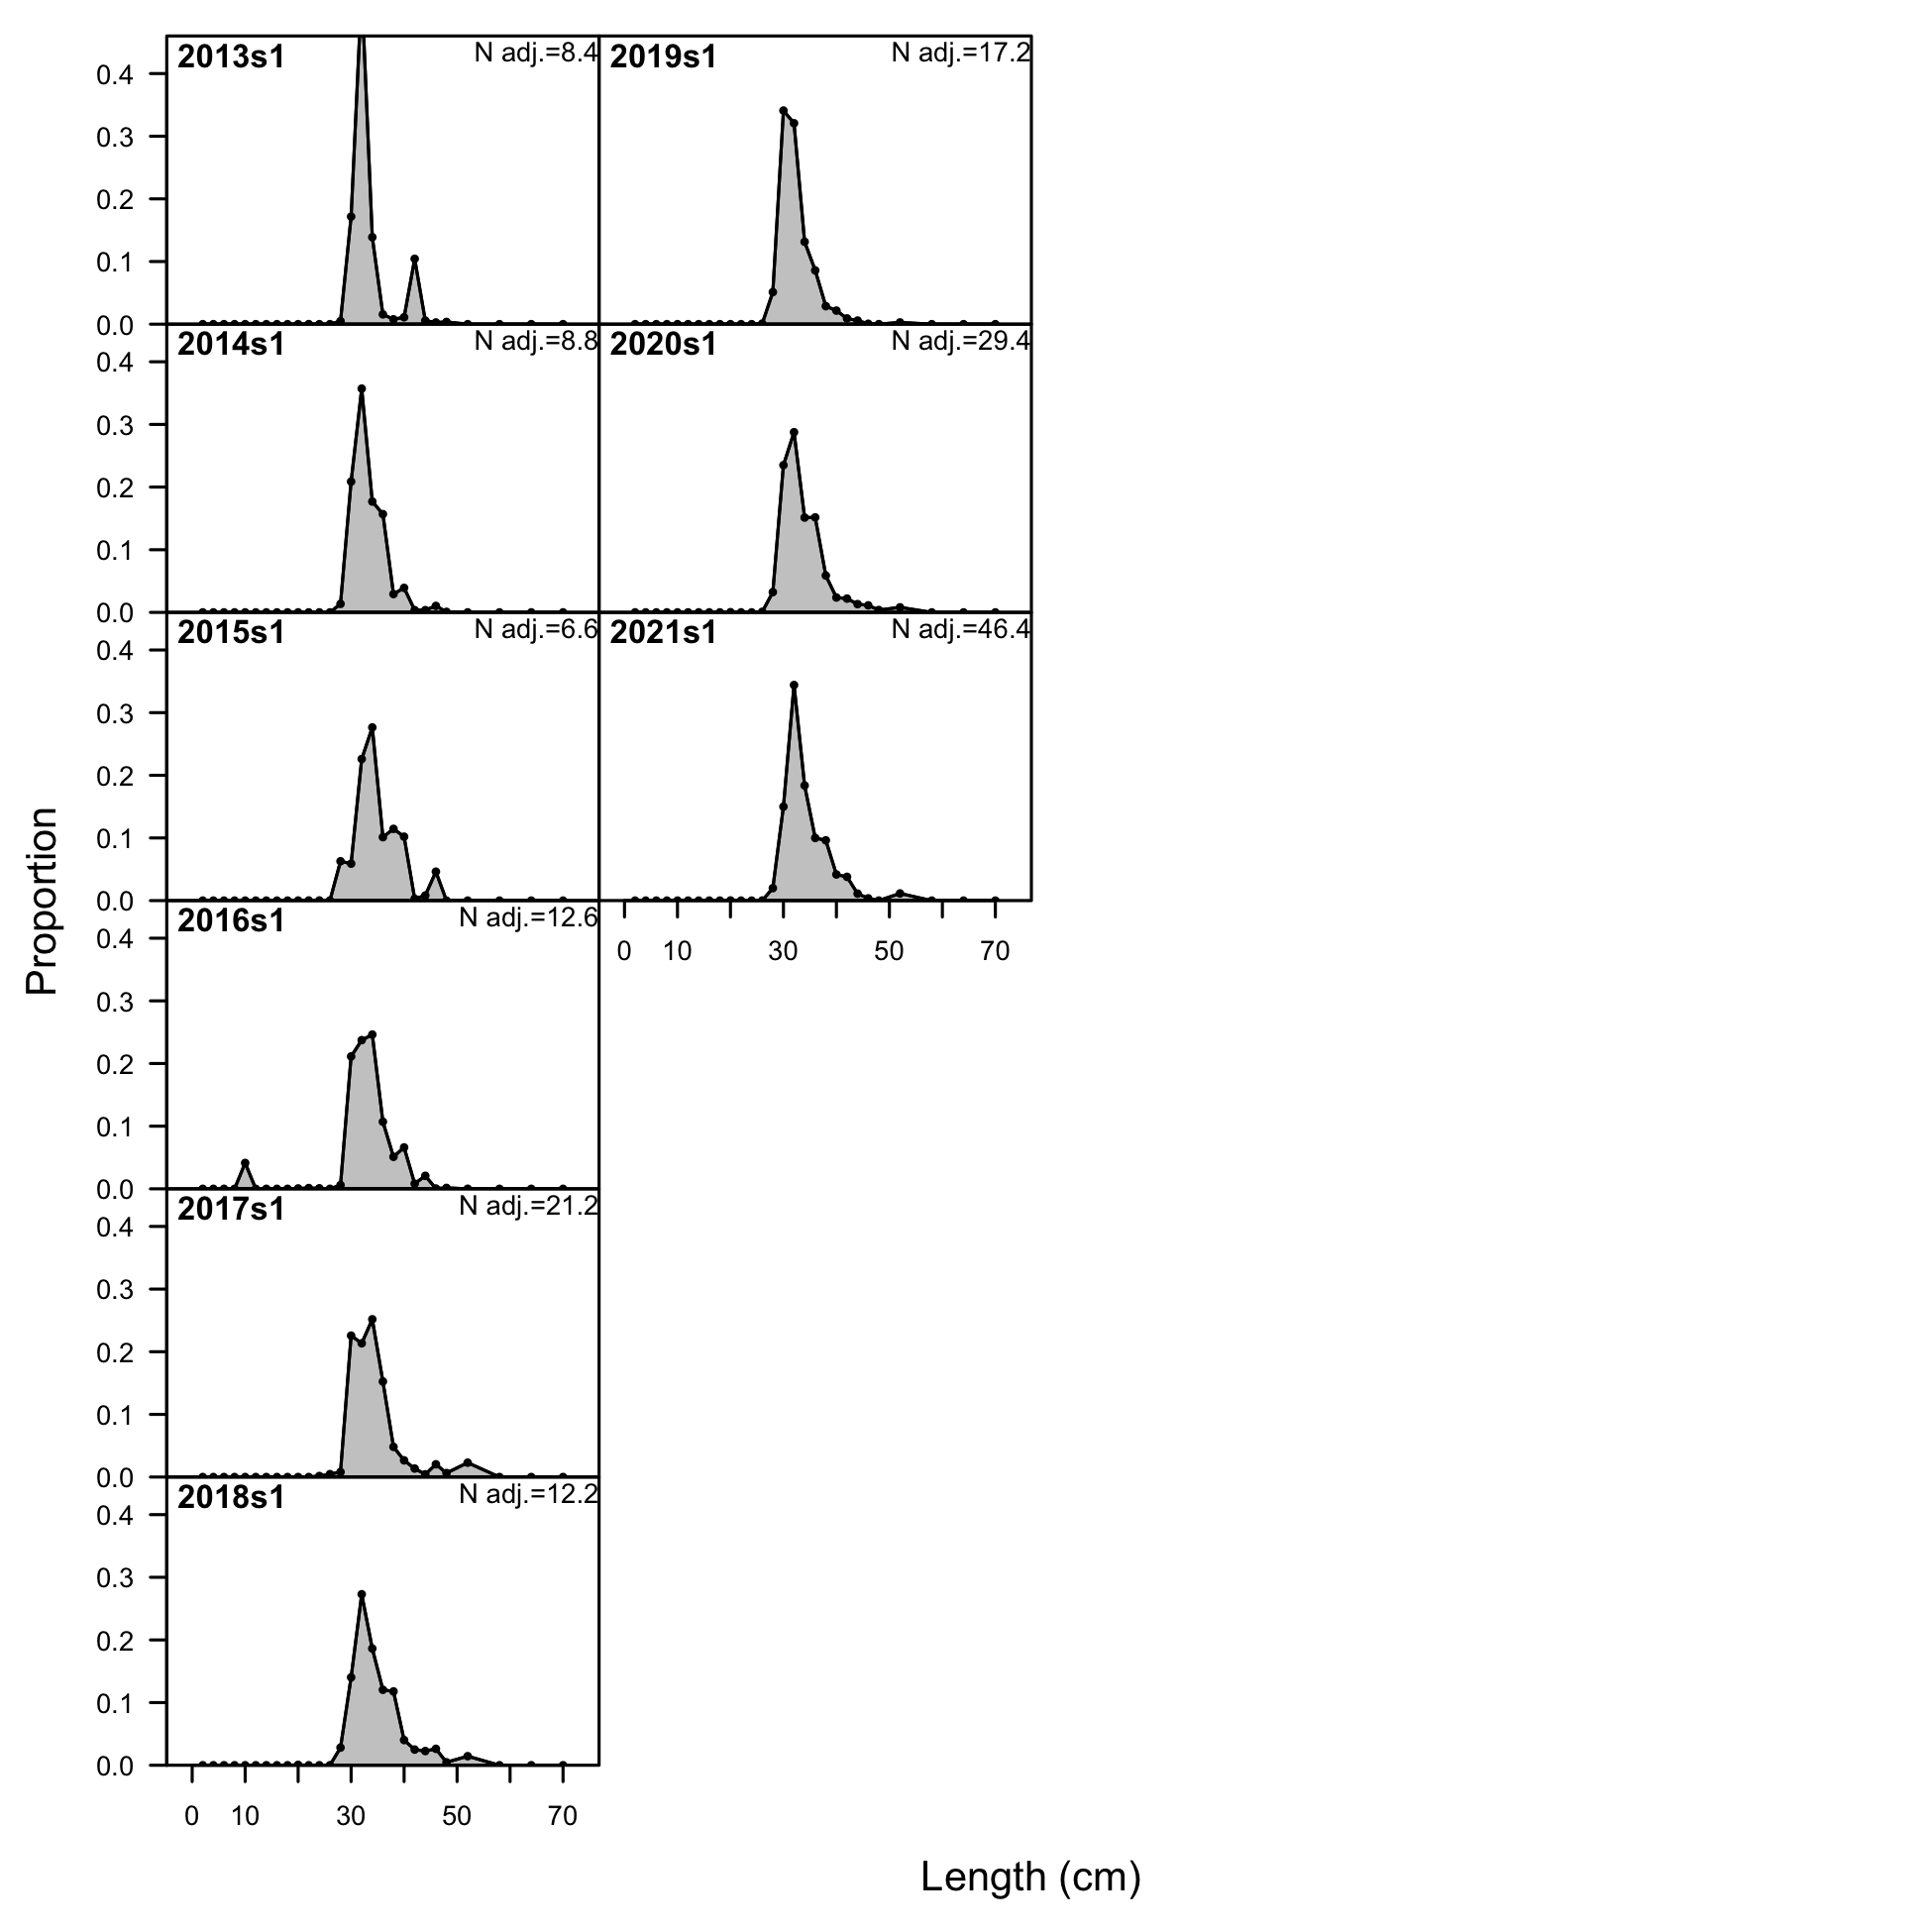 2013s1 N adj.=8.4
0.4
0.3
0.2
0.1
0.0
2014s1 N adj.=8.8
0.4
0.3
0.2
0.1
0.0
2015s1 N adj.=6.6
0.4
0.3
0.2
0.1
0.0
2016s1 N adj.=12.6
0.4
0.3
0.2
0.1
0.0
2017s1 N adj.=21.2
0.4
0.3
0.2
0.1
0.0
2018s1 N adj.=12.2
0.4
0.3
0.2
0.1
0.0
0 10 30 50 70
2019s1 N adj.=17.2
2020s1 N adj.=29.4
2021s1 N adj.=46.4
0 10 30 50 70
Proportion
Length (cm)